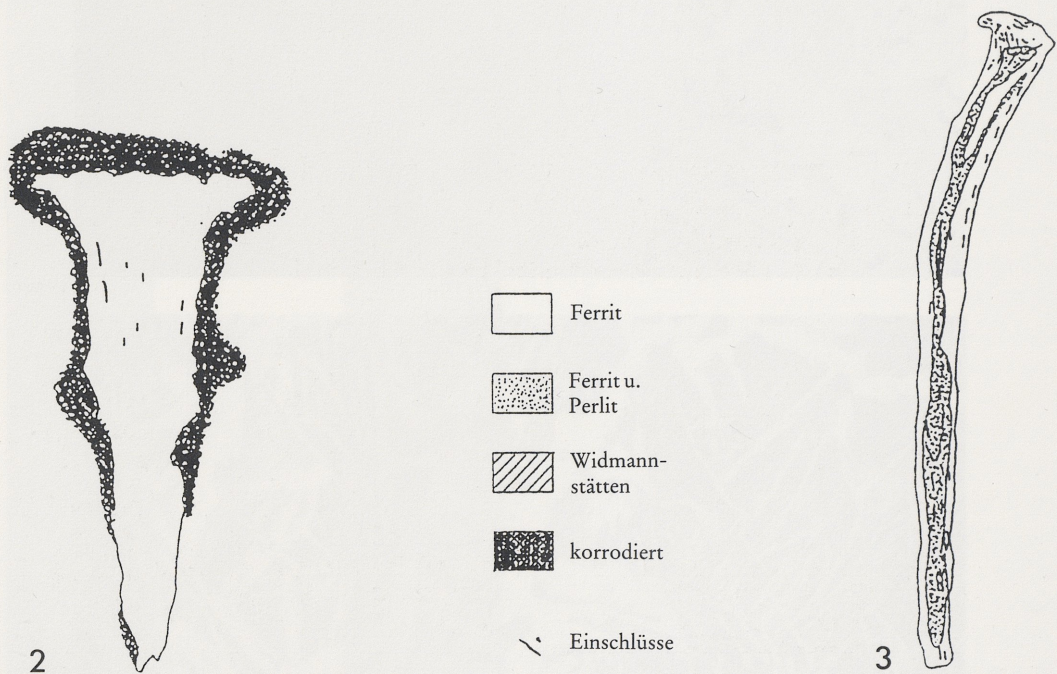 Ferrit
Ferrit u.
Perlit
Widmann-
stätten
korrodiert
Einschlüsse
2
3